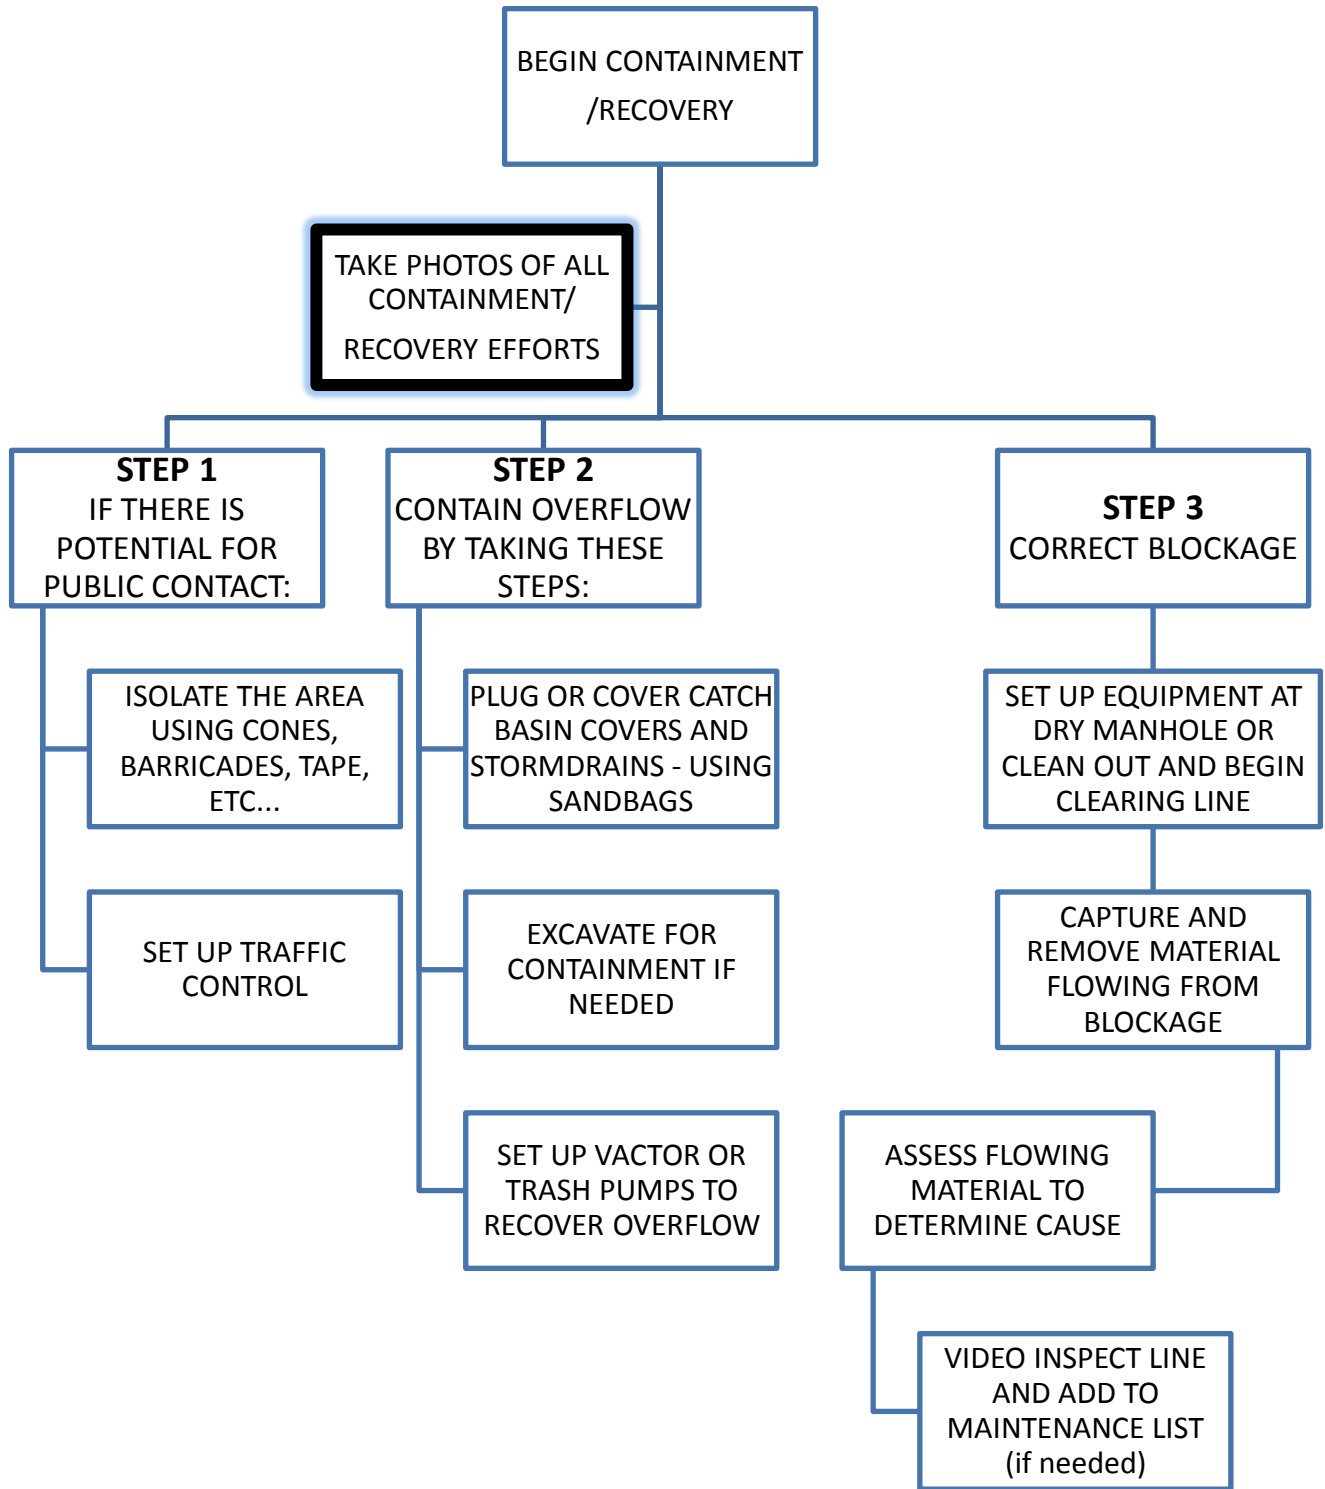 BEGIN CONTAINMENT
/RECOVERY
TAKE PHOTOS OF ALL
CONTAINMENT/
RECOVERY EFFORTS
STEP 1
IF THERE IS
POTENTIAL FOR
PUBLIC CONTACT:
ISOLATE THE AREA
USING CONES,
BARRICADES, TAPE,
ETC...
SET UP TRAFFIC
CONTROL
STEP 2
CONTAIN OVERFLOW
BY TAKING THESE
STEPS:
PLUG OR COVER CATCH
BASIN COVERS AND
STORMDRAINS - USING
SANDBAGS
EXCAVATE FOR
CONTAINMENT IF
NEEDED
SET UP VACTOR OR
TRASH PUMPS TO
RECOVER OVERFLOW
STEP 3
CORRECT BLOCKAGE
SET UP EQUIPMENT AT
DRY MANHOLE OR
CLEAN OUT AND BEGIN
CLEARING LINE
CAPTURE AND
REMOVE MATERIAL
FLOWING FROM
BLOCKAGE
ASSESS FLOWING
MATERIAL TO
DETERMINE CAUSE
VIDEO INSPECT LINE
AND ADD TO
MAINTENANCE LIST
(if needed)